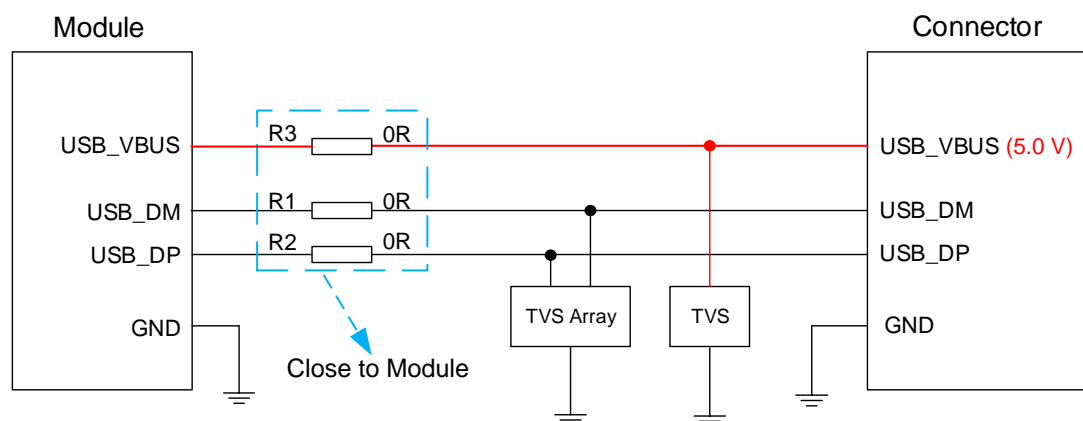 Module
Connector
R3 0R
USB_VBUS
USB_VBUS (5.0 V)
R1 0R
USB_DM
USB_DM
R2 0R
USB_DP
USB_DP
TVS Array
TVS
GND
GND
Close to Module